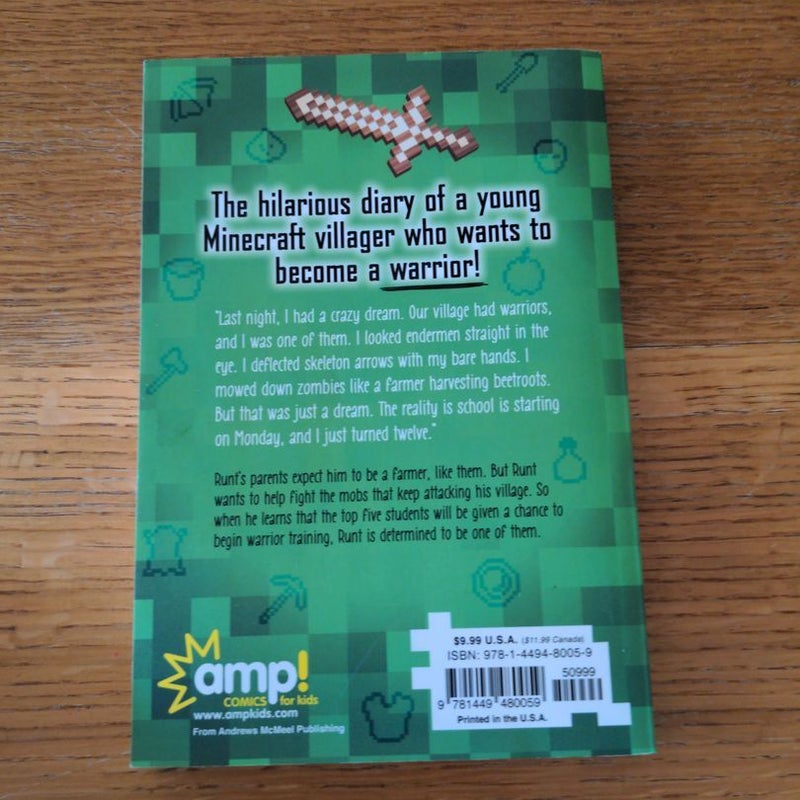 The hilarious diary of a young
Minecraft villager who wants to
become a warrior!
"Last night, I had a crazy dream. Our village had warriors,
and I was one of them. I looked endermen straight in the
eye. I deflected skeleton arrows with my bare hands. I
mowed down zombies like a farmer harvesting beetroots.
But that was just a dream. The reality is school is starting
on Monday, and I just turned twelve."
Runt's parents expect him to be a farmer, like them. But Runt
wants to help fight the mobs that keep attacking his village. So
when he learns that the top five students will be given a chance to
begin warrior training, Runt is determined to be one of them.
amp!
COMICS for kids
www.ampkids.com
From Andrews McMeel Publishing
$9.99 U.S.A. ($11.99 Canada)
ISBN: 978-1-4494-8005-9
50999
9 781449 480059
Printed in the U.S.A.